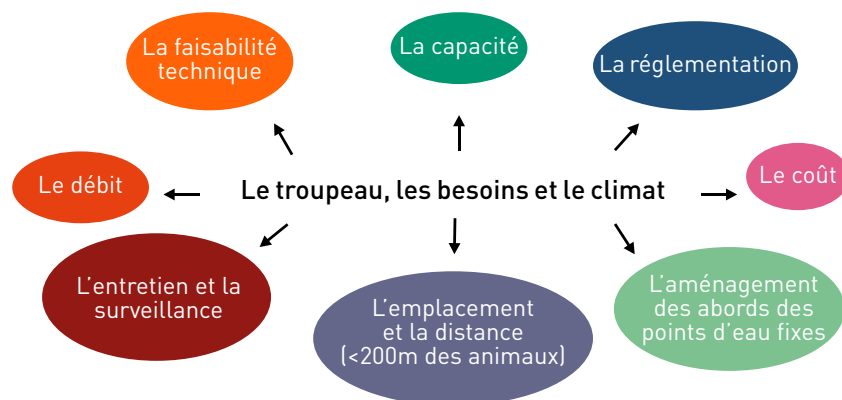 La faisabilité
technique
La capacité
La réglementation
Le débit
Le troupeau, les besoins et le climat
Le coût
L'entretien et la
surveillance
L'emplacement
et la distance
(<200m des animaux)
L'aménagement
des abords des
points d'eau fixes